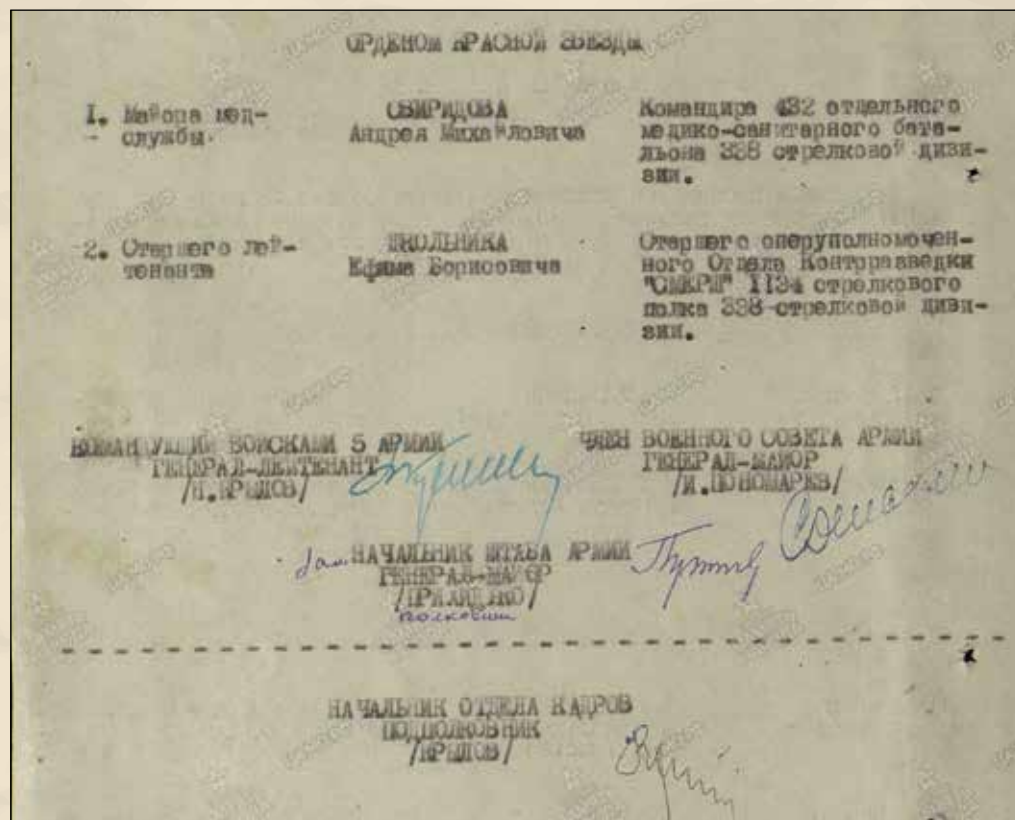 ОРДЕНОМ КРАСНОЙ ЗВЕЗДЫ
1. Майора мед-
службы.
СВИРИДОВА
Андрея Михайловича
Командира 432 отдельного
медико-санитарного бата-
льона 338 стрелковой диви-
зии.
2. Старшего лей-
тенанта
ШКОЛЬНИКА
Ефима Борисовича
Старшего оперуполномочен-
ного Отдела Контрразведки
"СМЕРШ" 1134 стрелкового
полка 338 стрелковой диви-
зии.
КОМАНДУЮЩИЙ ВОЙСКАМИ 5 АРМИИ
ГЕНЕРАЛ-ЛЕЙТЕНАНТ
/Н.КРЫЛОВ/
ЧЛЕН ВОЕННОГО СОВЕТА АРМИИ
ГЕНЕРАЛ-МАЙОР
/И.ПОНОМАРЕВ/
Зам. НАЧАЛЬНИК ШТАБА АРМИИ
ГЕНЕРАЛ-МАЙОР
/ПРИХИДЬКО/
полковник
НАЧАЛЬНИК ОТДЕЛА КАДРОВ
ПОДПОЛКОВНИК
/КРЫЛОВ/